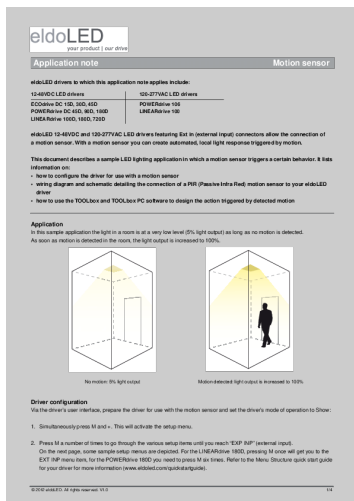 eldoLED
your product | our drive
Application note
Motion sensor
eldoLED drivers to which this application note applies include:
12-48VDC LED drivers
120-277VAC LED drivers
ECOdrive DC 15D, 30D, 45D
POWERdrive DC 45D, 90D, 180D
LINEARdrive 100D, 180D, 720D
POWERdrive 106
LINEARdrive 180
eldoLED 12-48VDC and 120-277VAC LED drivers featuring Ext in (external input) connectors allow the connection of
a motion sensor. With a motion sensor you can create automated, local light response triggered by motion.
This document describes a sample LED lighting application in which a motion sensor triggers a certain behavior. It lists
information on:
• how to configure the driver for use with a motion sensor
• wiring diagram and schematic detailing the connection of a PIR (Passive Infra Red) motion sensor to your eldoLED
driver
• how to use the TOOLbox and TOOLbox PC software to design the action triggered by detected motion
Application
In this sample application the light in a room is at a very low level (5% light output) as long as no motion is detected.
As soon as motion is detected in the room, the light output is increased to 100%.
No motion: 5% light output
Motion detected: light output is increased to 100%
Driver configuration
Via the driver's user interface, prepare the driver for use with the motion sensor and set the driver's mode of operation to Show:
1. Simultaneously press M and +. This will activate the setup menu.
2. Press M a number of times to go through the various setup items until you reach "EXP INP" (external input).
On the next page, some sample setup menus are depicted. For the LINEARdrive 180D, pressing M once will get you to the
EXT INP menu item, for the POWERdrive 180D you need to press M six times. Refer to the Menu Structure quick start guide
for your driver for more information (www.eldoled.com/quickstartguide).
© 2010 eldoLED. All rights reserved. V1.0
1/4